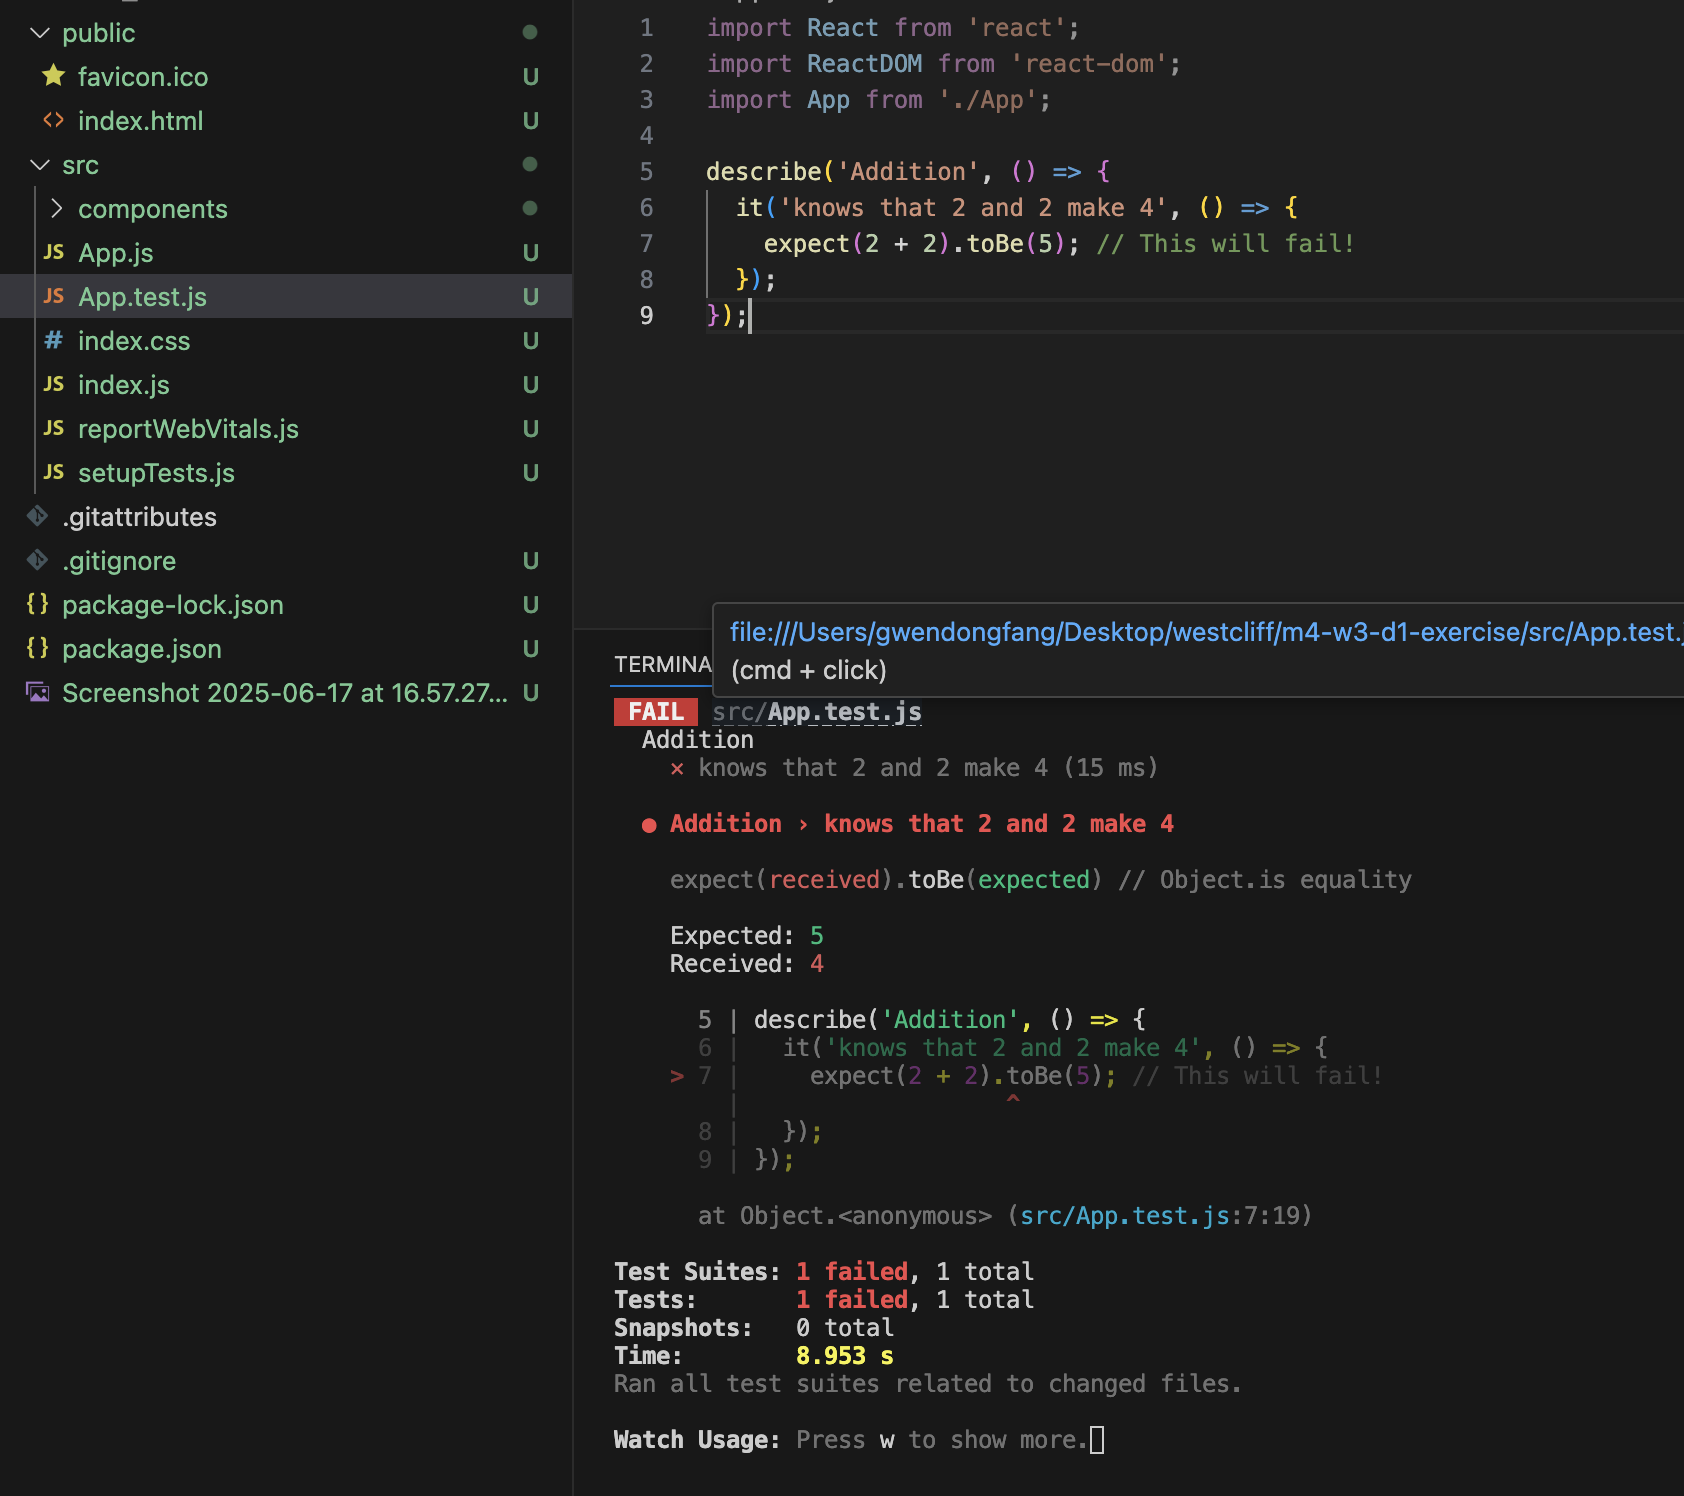 public
favicon.ico U
index.html U
src
components
JS App.js U
JS App.test.js U
# index.css U
JS index.js U
JS reportWebVitals.js U
JS setupTests.js U
.gitattributes
.gitignore U
{} package-lock.json U
{} package.json U
Screenshot 2025-06-17 at 16.57.27... U
1 import React from 'react';
2 import ReactDOM from 'react-dom';
3 import App from './App';
4
5 describe('Addition', () => {
6 it('knows that 2 and 2 make 4', () => {
7 expect(2 + 2).toBe(5); // This will fail!
8 });
9 });
file:///Users/gwendongfang/Desktop/westcliff/m4-w3-d1-exercise/src/App.test.j
(cmd + click)
TERMINA
FAIL src/App.test.js
Addition
× knows that 2 and 2 make 4 (15 ms)
● Addition › knows that 2 and 2 make 4
expect(received).toBe(expected) // Object.is equality
Expected: 5
Received: 4
5 | describe('Addition', () => {
6 | it('knows that 2 and 2 make 4', () => {
> 7 | expect(2 + 2).toBe(5); // This will fail!
| ^
8 | });
9 | });
at Object.<anonymous> (src/App.test.js:7:19)
Test Suites: 1 failed, 1 total
Tests: 1 failed, 1 total
Snapshots: 0 total
Time: 8.953 s
Ran all test suites related to changed files.
Watch Usage: Press w to show more.